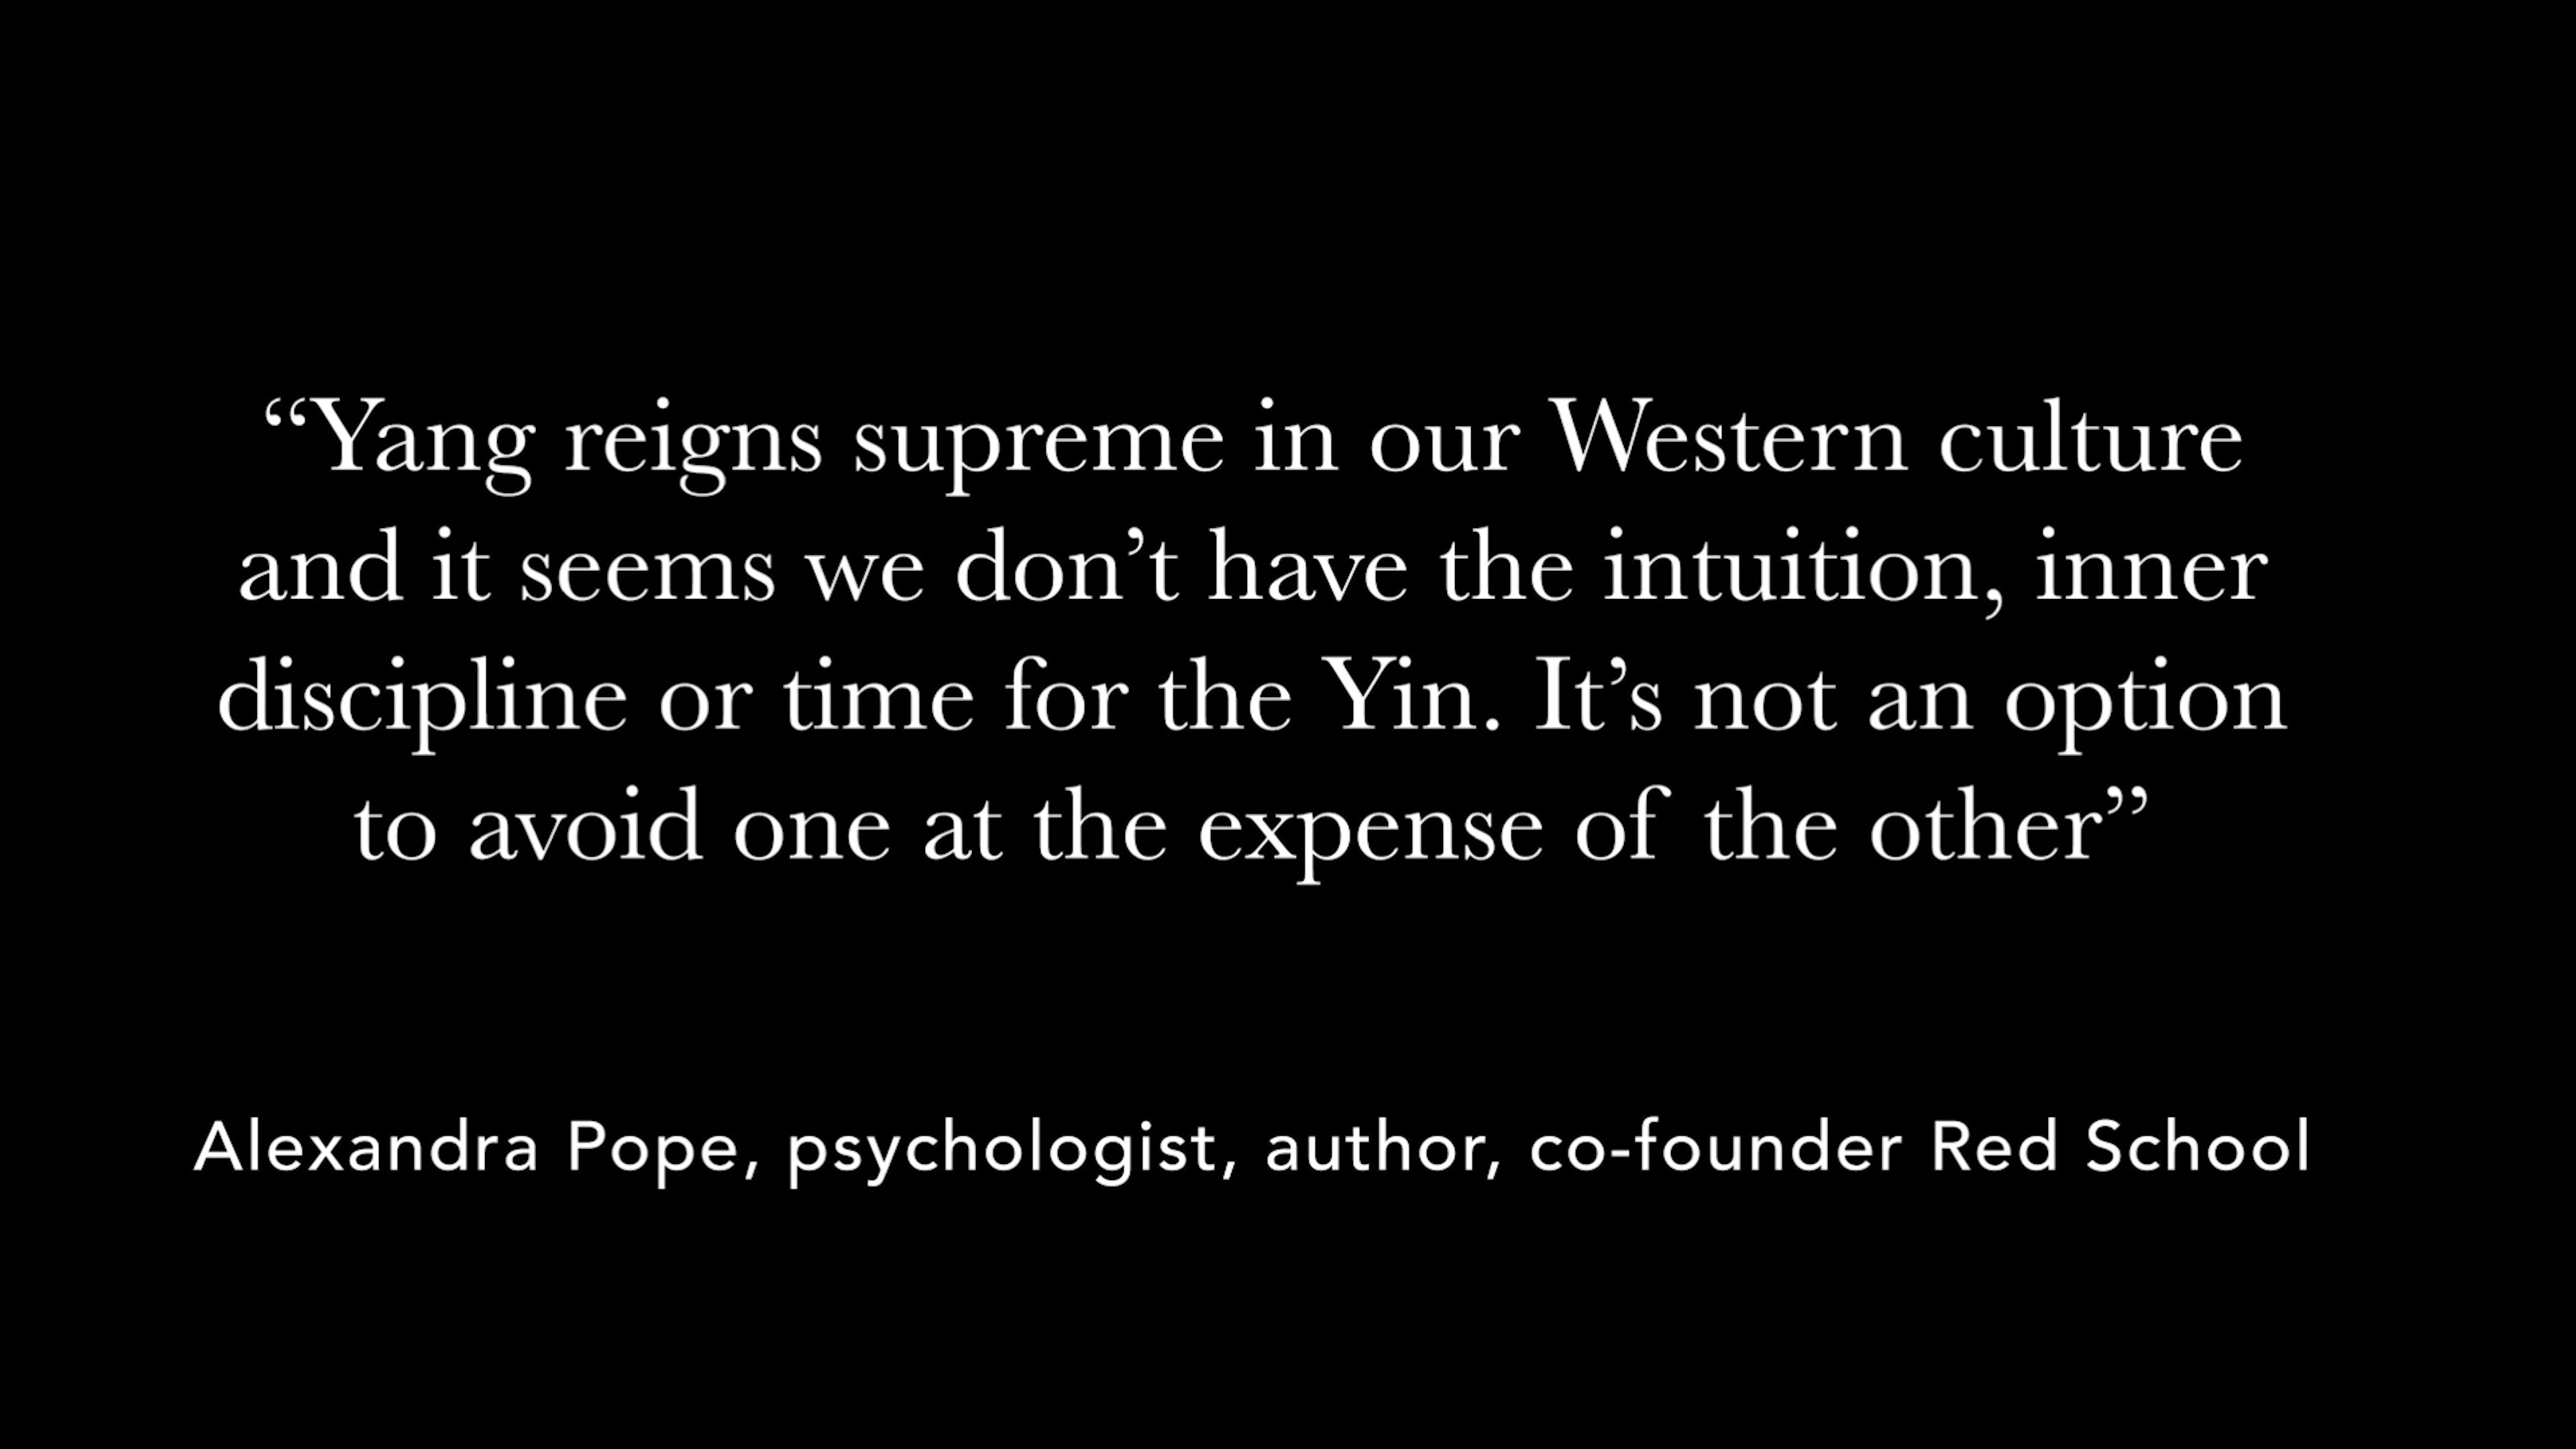 “Yang reigns supreme in our Western culture
and it seems we don’t have the intuition, inner
discipline or time for the Yin. It’s not an option
to avoid one at the expense of the other”
Alexandra Pope, psychologist, author, co-founder Red School